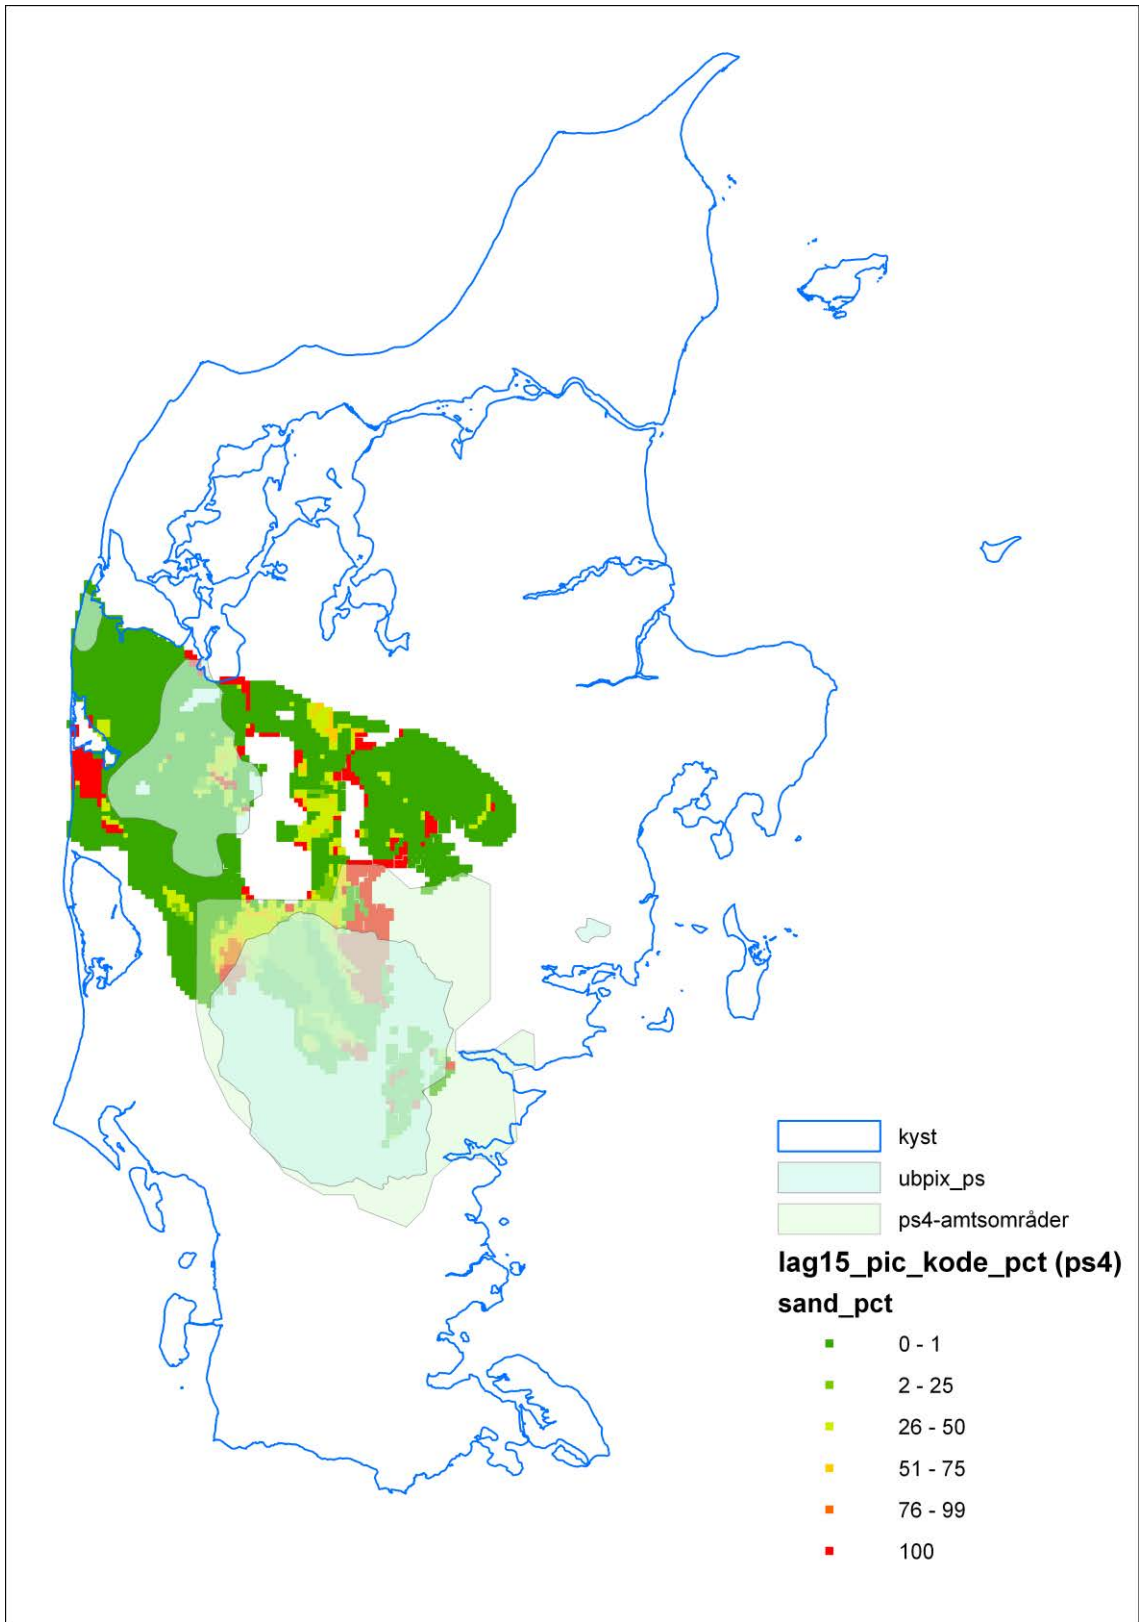 kyst
ubpix_ps
ps4-amtsområder
lag15_pic_kode_pct (ps4)
sand_pct
0 - 1
2 - 25
26 - 50
51 - 75
76 - 99
100